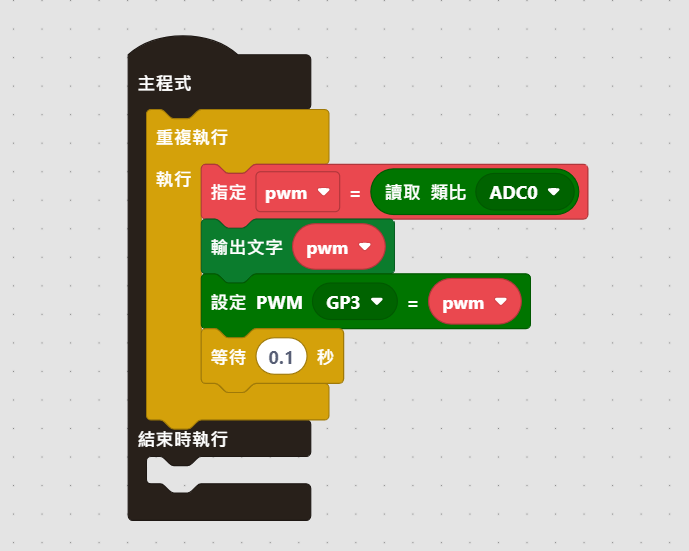 主程式
重複執行
執行
指定 pwm = 讀取 類比 ADC0
輸出文字 pwm
設定 PWM GP3 = pwm
等待 0.1 秒
結束時執行